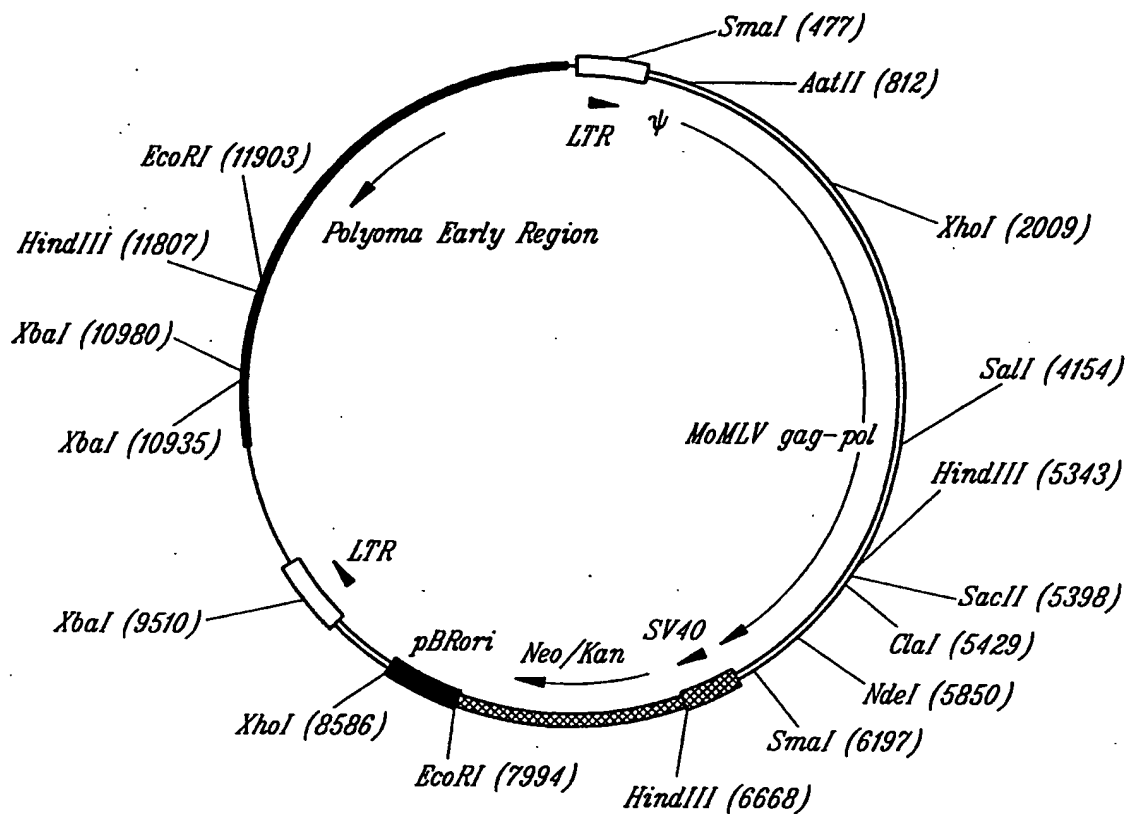 SmaI (477)
AatII (812)
LTR
ψ
EcoRI (11903)
Polyoma Early Region
XhoI (2009)
HindIII (11807)
XbaI (10980)
SalI (4154)
XbaI (10935)
MoMLV gag-pol
HindIII (5343)
LTR
SacII (5398)
XbaI (9510)
SV40
ClaI (5429)
pBRori
Neo/Kan
NdeI (5850)
XhoI (8586)
SmaI (6197)
EcoRI (7994)
HindIII (6668)